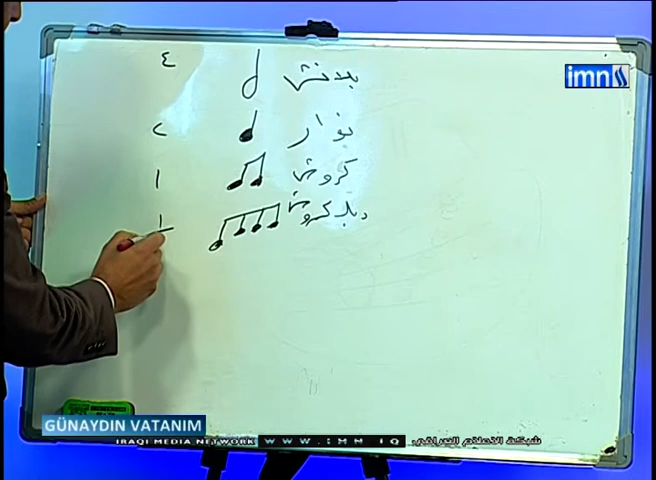 بلانش ٤
imn
نوار ٢
كروش ١
دبل كروش ١
GÜNAYDIN VATANIM
IRAQI MEDIA NETWORK WWW.IMN.IQ شبكة الاعلام العراقي